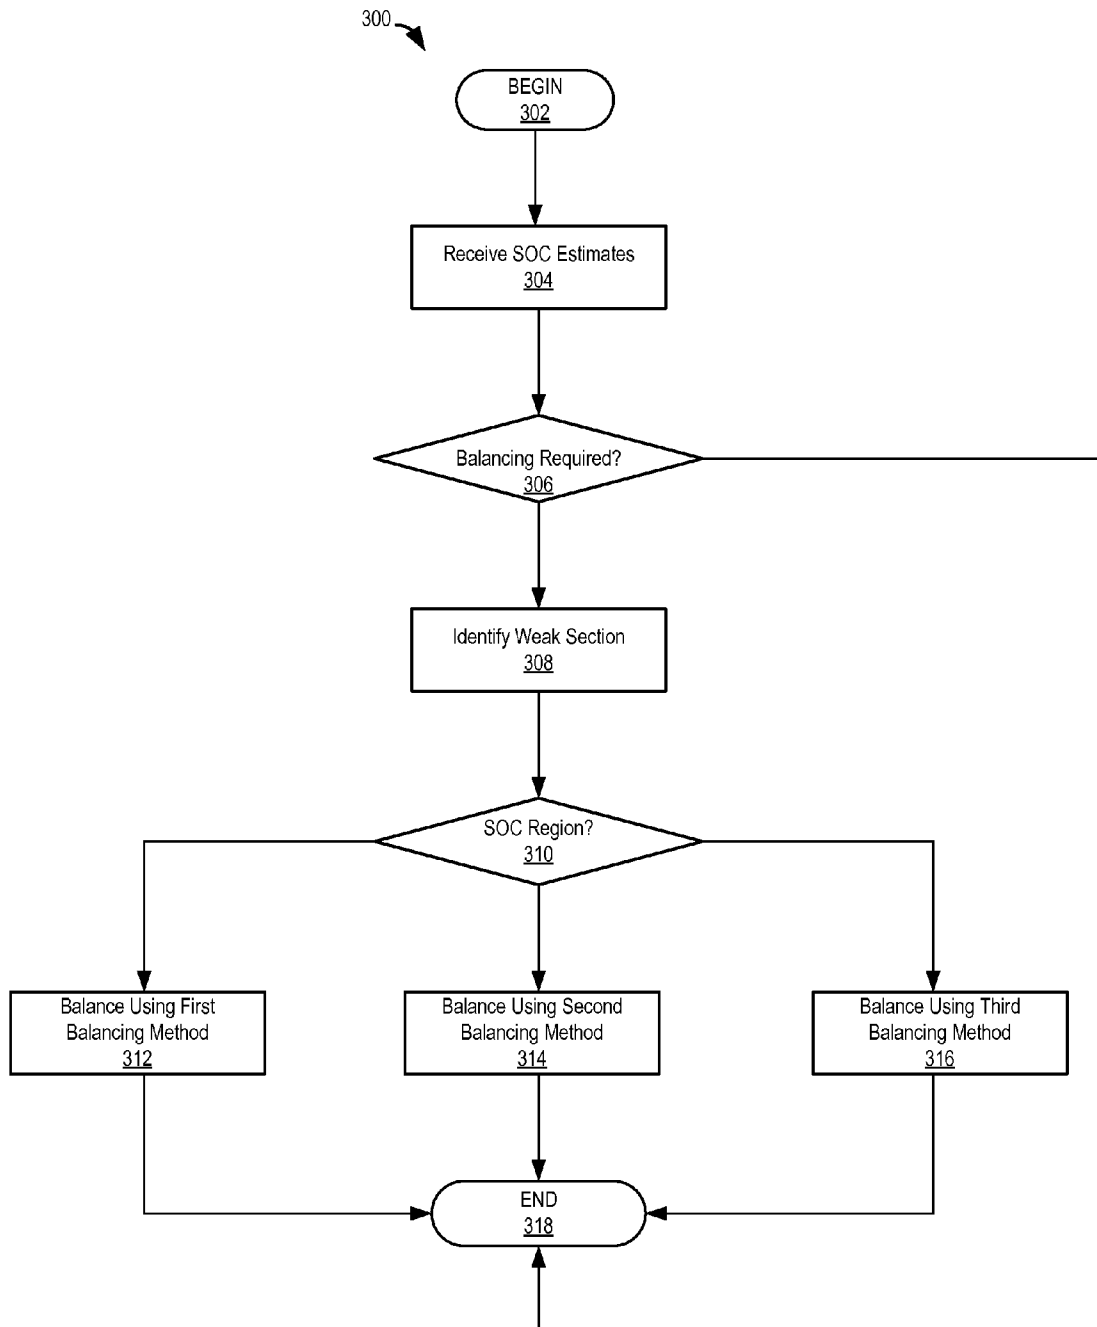 300
BEGIN
302
Receive SOC Estimates
304
Balancing Required?
306
Identify Weak Section
308
SOC Region?
310
Balance Using First
Balancing Method
312
Balance Using Second
Balancing Method
314
Balance Using Third
Balancing Method
316
END
318